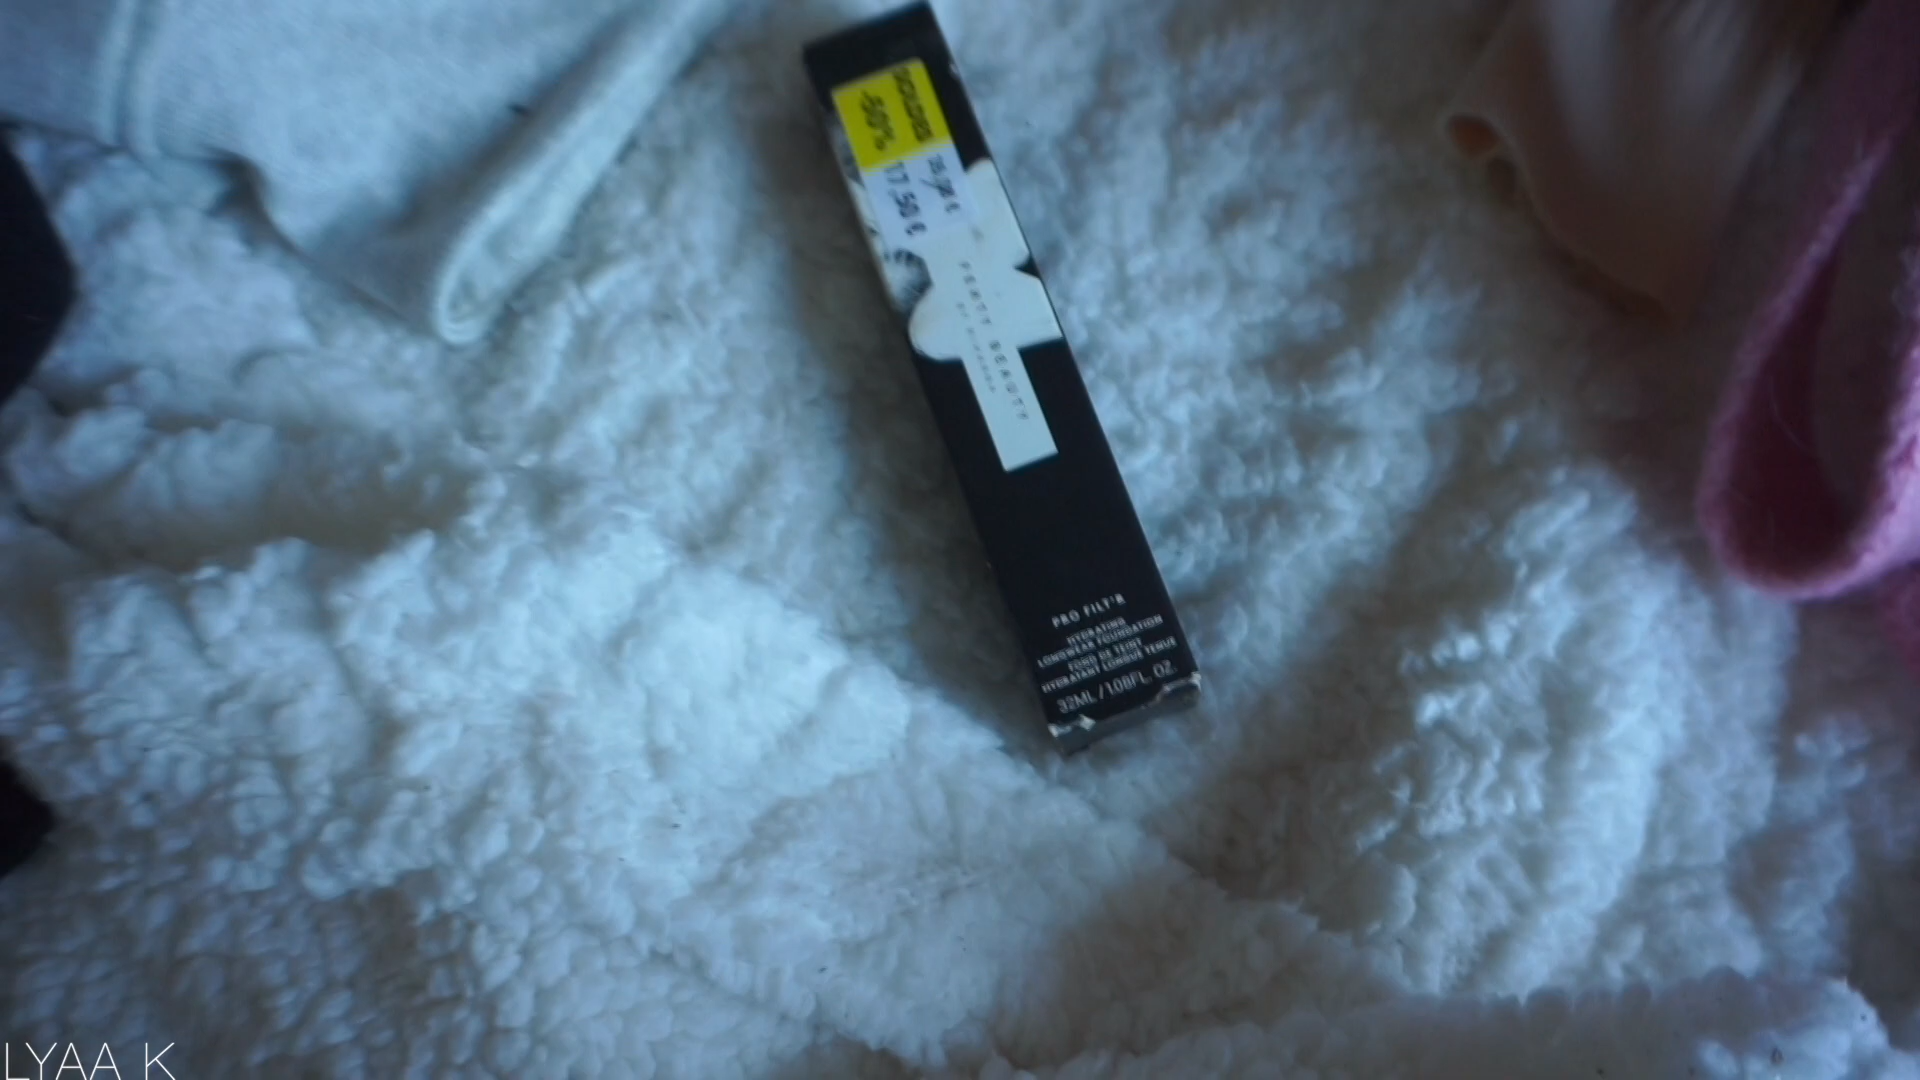 -50%
17.50 €
FENTY BEAUTY
PRO FILT'R
HYDRATING
LONGWEAR FOUNDATION
FOND DE TEINT
HYDRATANT LONGUE TENUE
32ML / 1.08FL. OZ.
LYAA K